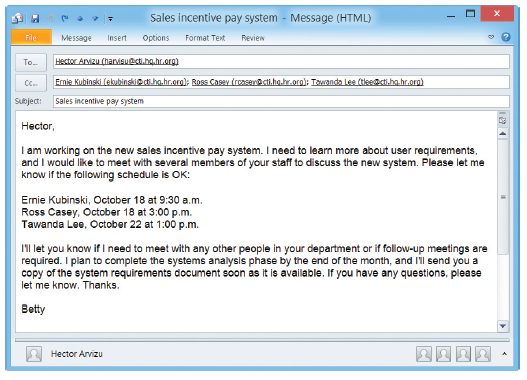 Sales incentive pay system - Message (HTML)
File Message Insert Options Format Text Review
To... Hector Arvizu (harvisu@cti.hq.hr.org)
Cc... Ernie Kubinski (ekubinski@cti.hq.hr.org); Ross Casey (rcasey@cti.hq.hr.org); Tawanda Lee (tlee@cti.hq.hr.org)
Subject: Sales incentive pay system
Hector,
I am working on the new sales incentive pay system. I need to learn more about user requirements,
and I would like to meet with several members of your staff to discuss the new system. Please let me
know if the following schedule is OK:
Ernie Kubinski, October 18 at 9:30 a.m.
Ross Casey, October 18 at 3:00 p.m.
Tawanda Lee, October 22 at 1:00 p.m.
I'll let you know if I need to meet with any other people in your department or if follow-up meetings are
required. I plan to complete the systems analysis phase by the end of the month, and I'll send you a
copy of the system requirements document soon as it is available. If you have any questions, please
let me know. Thanks.
Betty
Hector Arvizu